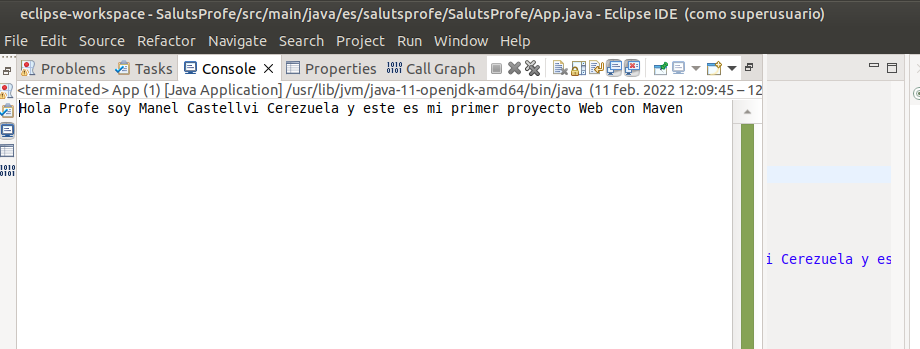 eclipse-workspace - SalutsProfe/src/main/java/es/salutsprofe/SalutsProfe/App.java - Eclipse IDE (como superusuario)
File Edit Source Refactor Navigate Search Project Run Window Help
Problems Tasks Console Properties Call Graph
<terminated> App (1) [Java Application] /usr/lib/jvm/java-11-openjdk-amd64/bin/java (11 feb. 2022 12:09:45 – 12
Hola Profe soy Manel Castellvi Cerezuela y este es mi primer proyecto Web con Maven
i Cerezuela y es